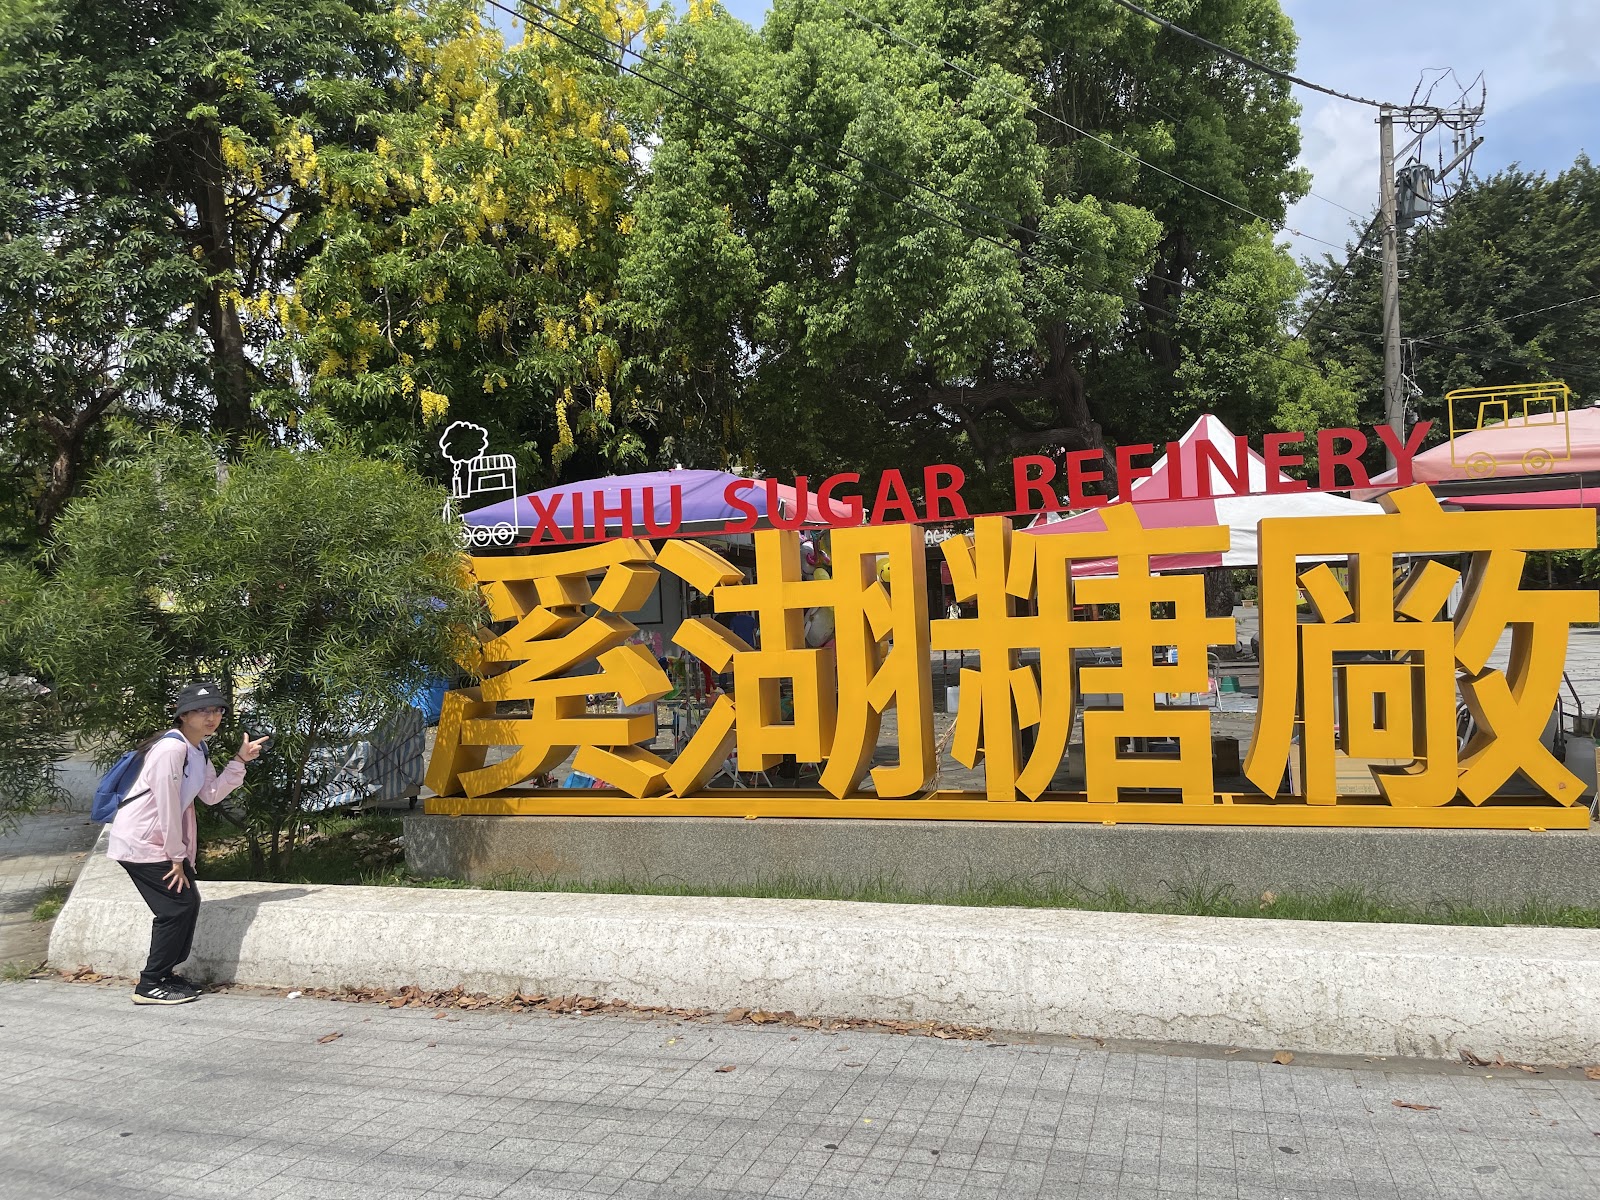 XIHU SUGAR REFINERY
溪湖糖廠